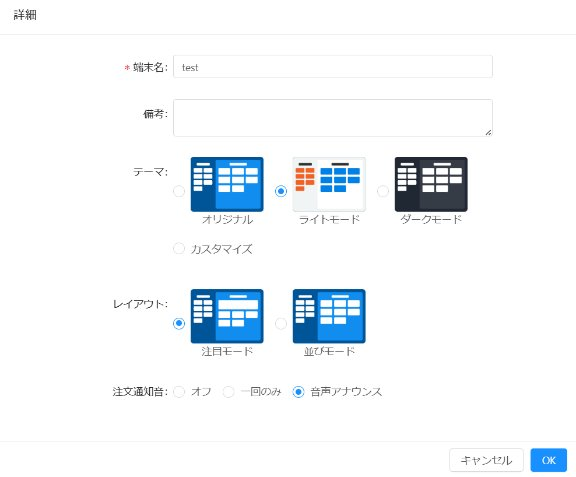 詳細
* 端末名: test
備考:
テーマ:
オリジナル ライトモード ダークモード
カスタマイズ
レイアウト:
注目モード 並びモード
注文通知音: オフ 一回のみ 音声アナウンス
キャンセル OK